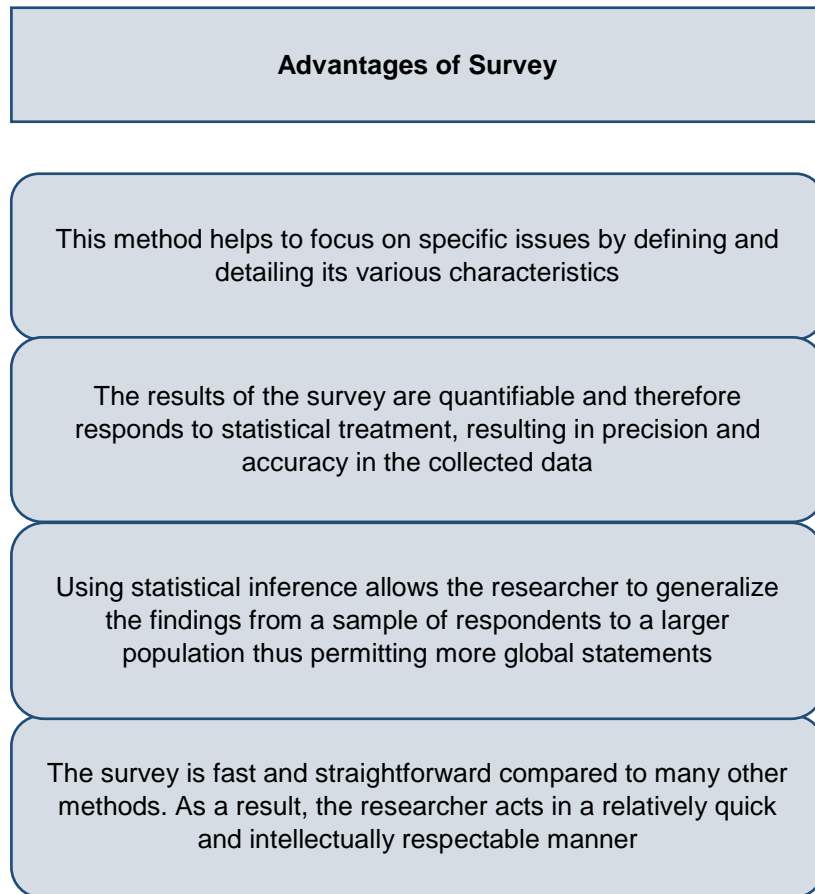 Advantages of Survey
This method helps to focus on specific issues by defining and
detailing its various characteristics
The results of the survey are quantifiable and therefore
responds to statistical treatment, resulting in precision and
accuracy in the collected data
Using statistical inference allows the researcher to generalize
the findings from a sample of respondents to a larger
population thus permitting more global statements
The survey is fast and straightforward compared to many other
methods. As a result, the researcher acts in a relatively quick
and intellectually respectable manner